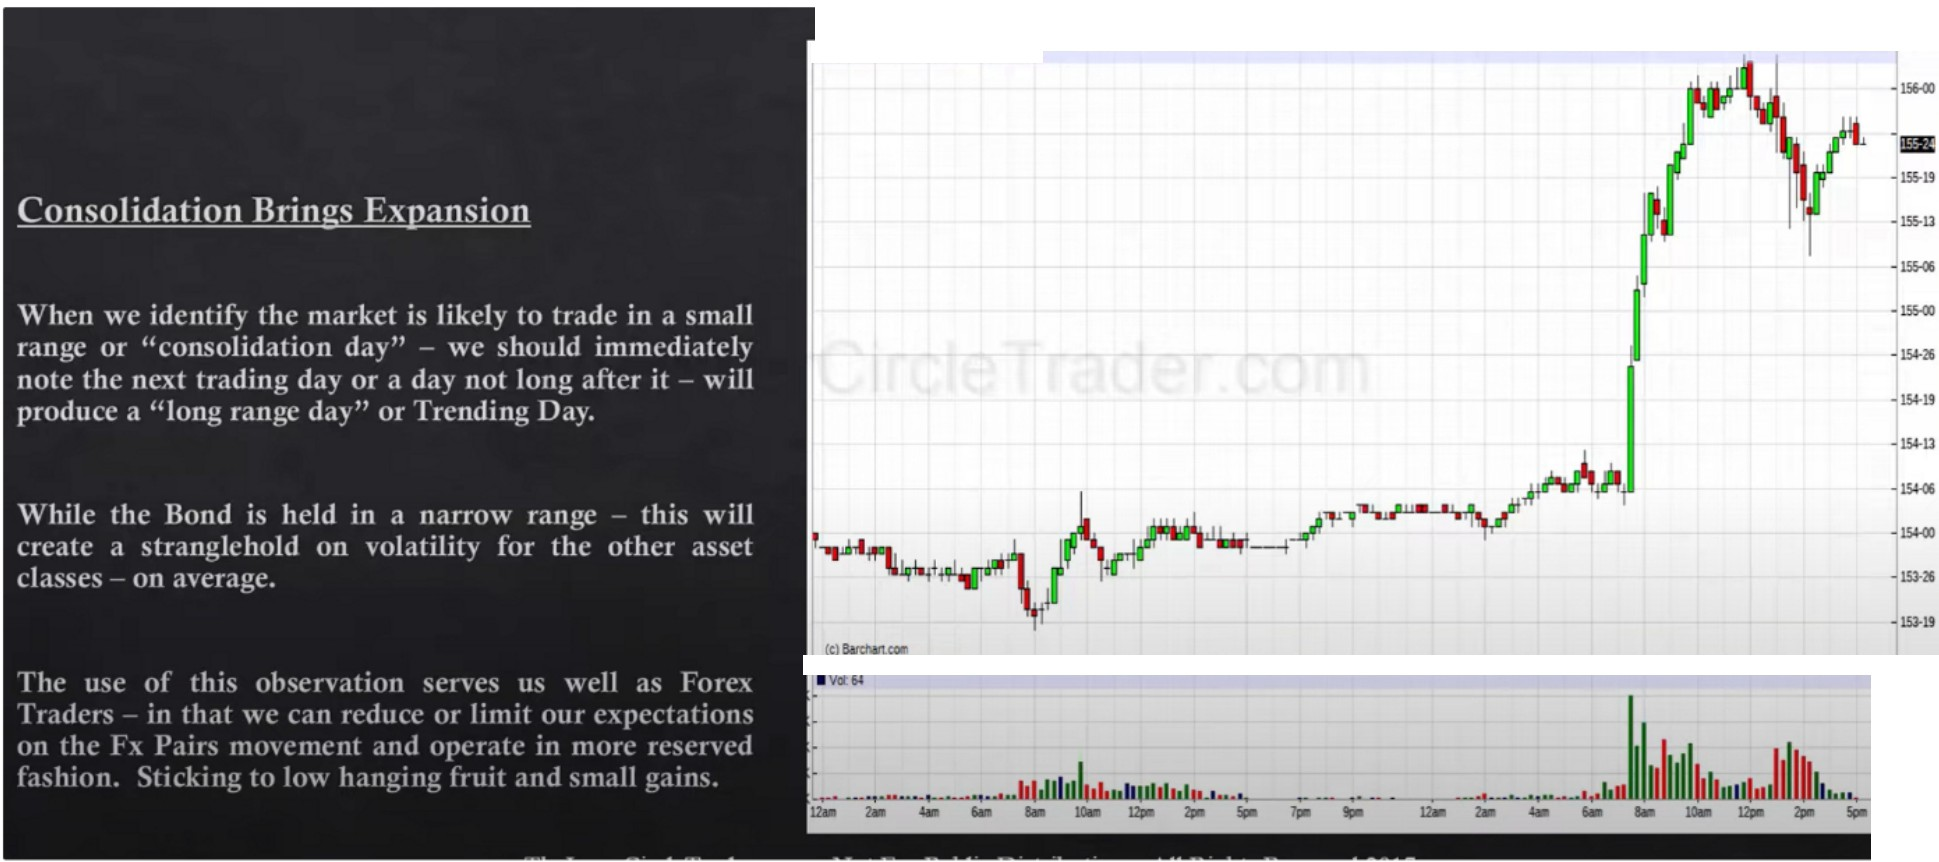 Consolidation Brings Expansion
When we identify the market is likely to trade in a small
range or “consolidation day” – we should immediately
note the next trading day or a day not long after it – will
produce a “long range day” or Trending Day.
While the Bond is held in a narrow range – this will
create a stranglehold on volatility for the other asset
classes – on average.
The use of this observation serves us well as Forex
Traders – in that we can reduce or limit our expectations
on the Fx Pairs movement and operate in more reserved
fashion. Sticking to low hanging fruit and small gains.
CircleTrader.com
156-00
155-24
155-19
155-13
155-06
155-00
154-26
154-19
154-13
154-06
154-00
153-26
153-19
(c) Barchart.com
Vol: 64
12am 2am 4am 6am 8am 10am 12pm 2pm 5pm 7pm 9pm 12am 2am 4am 6am 8am 10am 12pm 2pm 5pm